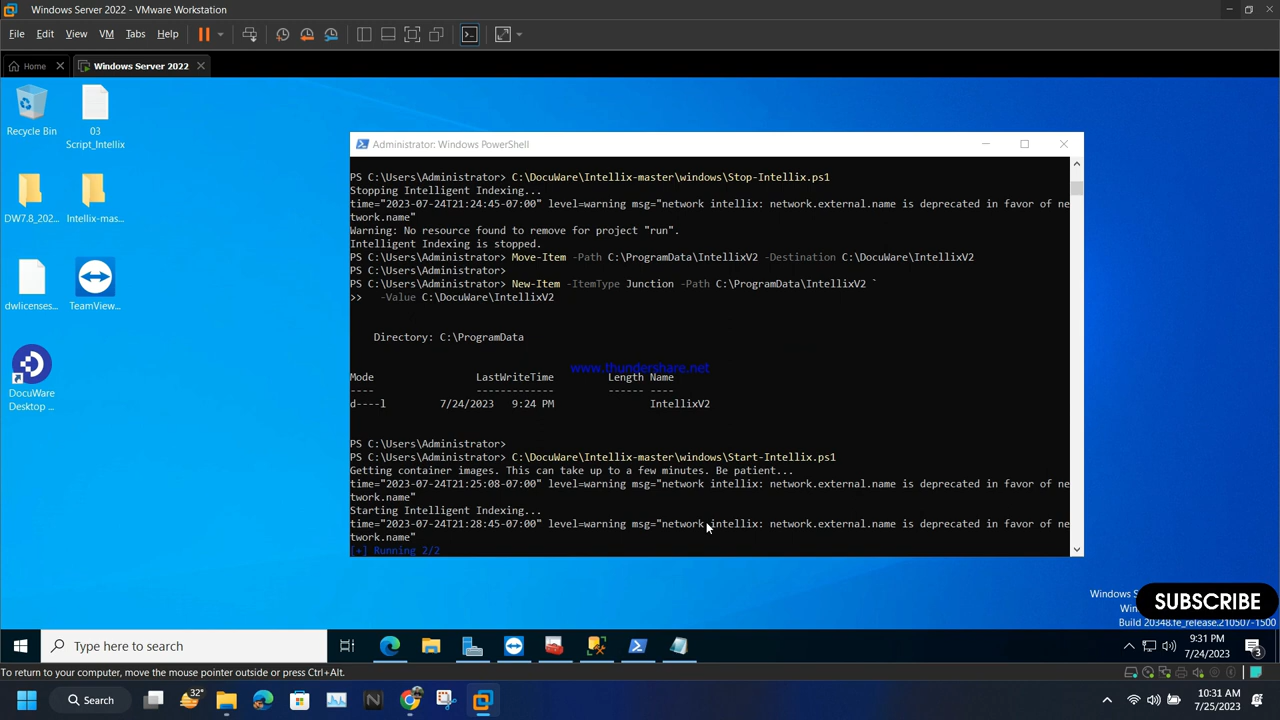 Windows Server 2022 - VMware Workstation
File Edit View VM Tabs Help
Home
Windows Server 2022
Recycle Bin
03
Script_Intellix
DW7.8_202...
Intellix-mas...
dwlicenses...
TeamView...
DocuWare
Desktop ...
Administrator: Windows PowerShell
PS C:\Users\Administrator> C:\DocuWare\Intellix-master\windows\Stop-Intellix.ps1
Stopping Intelligent Indexing...
time="2023-07-24T21:24:45-07:00" level=warning msg="network intellix: network.external.name is deprecated in favor of ne
twork.name"
Warning: No resource found to remove for project "run".
Intelligent Indexing is stopped.
PS C:\Users\Administrator> Move-Item -Path C:\ProgramData\IntellixV2 -Destination C:\DocuWare\IntellixV2
PS C:\Users\Administrator>
PS C:\Users\Administrator> New-Item -ItemType Junction -Path C:\ProgramData\IntellixV2 `
>> -Value C:\DocuWare\IntellixV2
Directory: C:\ProgramData
www.thundershare.net
Mode LastWriteTime Length Name
---- ------------- ------ ----
d----l 7/24/2023 9:24 PM IntellixV2
PS C:\Users\Administrator>
PS C:\Users\Administrator> C:\DocuWare\Intellix-master\windows\Start-Intellix.ps1
Getting container images. This can take up to a few minutes. Be patient...
time="2023-07-24T21:25:08-07:00" level=warning msg="network intellix: network.external.name is deprecated in favor of ne
twork.name"
Starting Intelligent Indexing...
time="2023-07-24T21:28:45-07:00" level=warning msg="network intellix: network.external.name is deprecated in favor of ne
twork.name"
[+] Running 2/2
Windows S
SUBSCRIBE
Win
Build 20348.fe_release.210507-1500
Type here to search
9:31 PM
7/24/2023
3
To return to your computer, move the mouse pointer outside or press Ctrl+Alt.
Search
32°
10:31 AM
7/25/2023